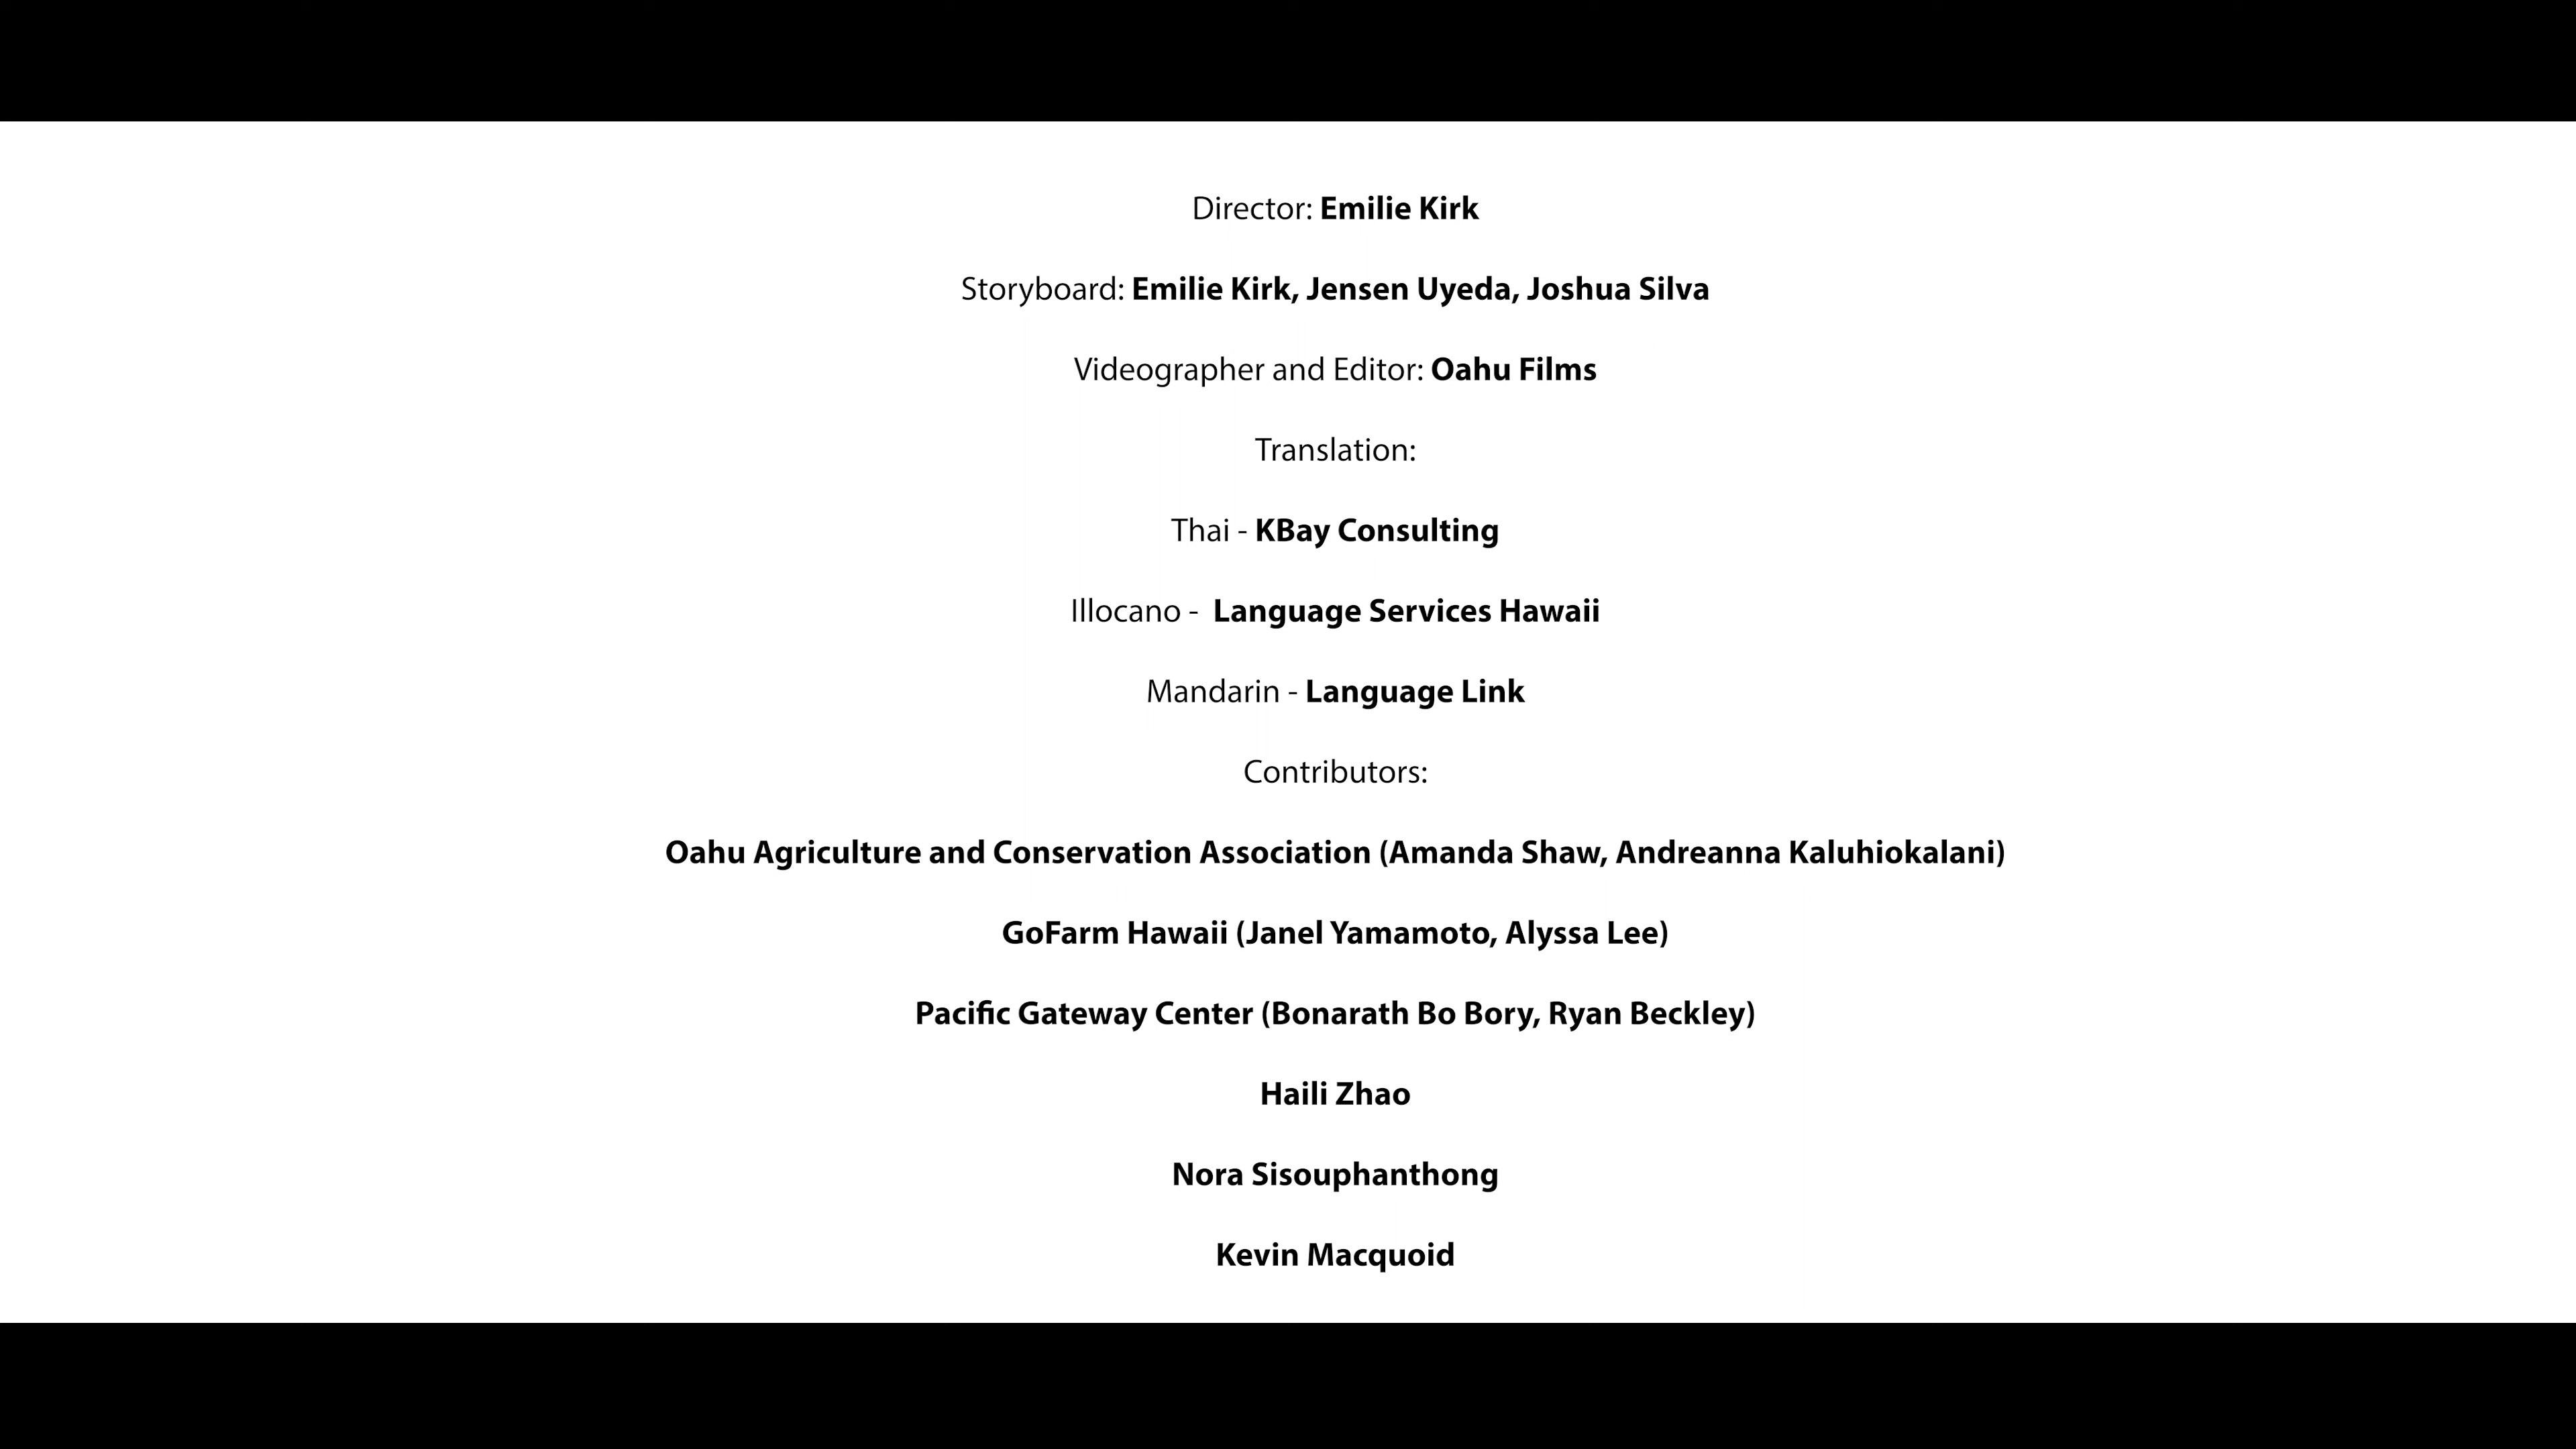 Director: Emilie Kirk
Storyboard: Emilie Kirk, Jensen Uyeda, Joshua Silva
Videographer and Editor: Oahu Films
Translation:
Thai - KBay Consulting
Illocano -  Language Services Hawaii
Mandarin - Language Link
Contributors:
Oahu Agriculture and Conservation Association (Amanda Shaw, Andreanna Kaluhiokalani)
GoFarm Hawaii (Janel Yamamoto, Alyssa Lee)
Pacific Gateway Center (Bonarath Bo Bory, Ryan Beckley)
Haili Zhao
Nora Sisouphanthong
Kevin Macquoid